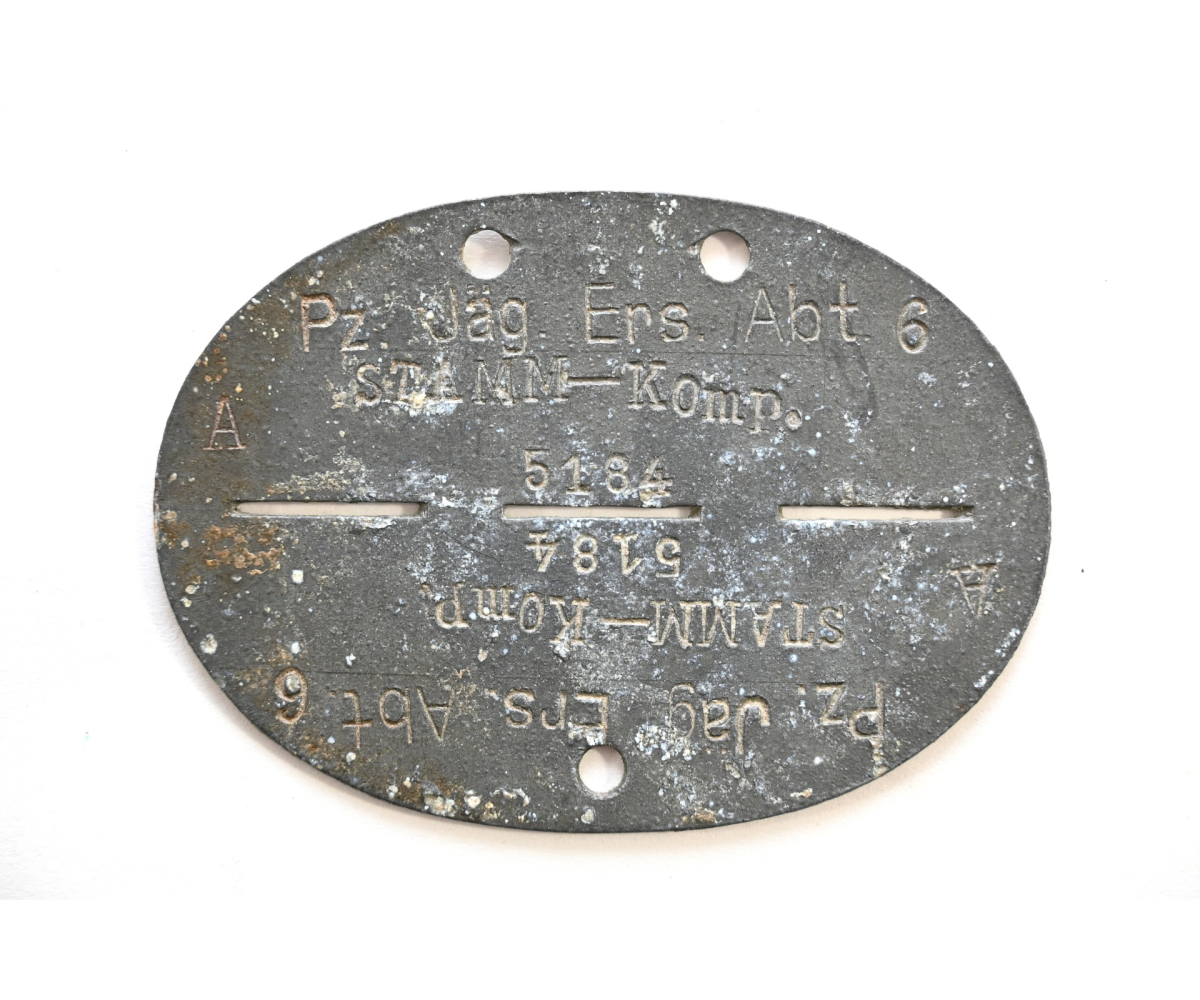 Pz. Jäg. Ers. Abt 6
STAMM-Komp.
A
5184
5184
A
STAMM-Komp.
Pz. Jäg Ers. Abt. 6